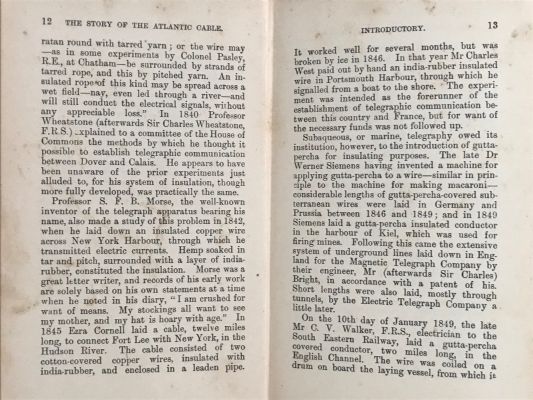 12 THE STORY OF THE ATLANTIC CABLE.
ratan round with tarred yarn; or the wire may
—as in some experiments by Colonel Pasley,
R.E., at Chatham—be surrounded by strands of
tarred rope, and this by pitched yarn. An in-
sulated rope of this kind may be spread across a
wet field—nay, even led through a river—and
will still conduct the electrical signals, without
any appreciable loss." In 1840 Professor
Wheatstone (afterwards Sir Charles Wheatstone,
F.R.S.) explained to a committee of the House of
Commons the methods by which he thought it
possible to establish telegraphic communication
between Dover and Calais. He appears to have
been unaware of the prior experiments just
alluded to, for his system of insulation, though
more fully developed, was practically the same.
Professor S. F. B. Morse, the well-known
inventor of the telegraph apparatus bearing his
name, also made a study of this problem in 1842,
when he laid down an insulated copper wire
across New York Harbour, through which he
transmitted electric currents. Hemp soaked in
tar and pitch, surrounded with a layer of india-
rubber, constituted the insulation. Morse was a
great letter writer, and records of his early work
are solely based on his own statements at a time
when he noted in his diary, "I am crushed for
want of means. My stockings all want to see
my mother, and my hat is hoary with age." In
1845 Ezra Cornell laid a cable, twelve miles
long, to connect Fort Lee with New York, in the
Hudson River. The cable consisted of two
cotton-covered copper wires, insulated with
india-rubber, and enclosed in a leaden pipe.
INTRODUCTORY. 13
It worked well for several months, but was
broken by ice in 1846. In that year Mr Charles
West paid out by hand an india-rubber insulated
wire in Portsmouth Harbour, through which he
signalled from a boat to the shore. The experi-
ment was intended as the forerunner of the
establishment of telegraphic communication be-
tween this country and France, but for want of
the necessary funds was not followed up.
Subaqueous, or marine, telegraphy owed its
institution, however, to the introduction of gutta-
percha for insulating purposes. The late Dr
Werner Siemens having invented a machine for
applying gutta-percha to a wire—similar in prin-
ciple to the machine for making macaroni—
considerable lengths of gutta-percha-covered sub-
terranean wires were laid in Germany and
Prussia between 1846 and 1849; and in 1849
Siemens laid a gutta-percha insulated conductor
in the harbour of Kiel, which was used for
firing mines. Following this came the extensive
system of underground lines laid down in Eng-
land for the Magnetic Telegraph Company by
their engineer, Mr (afterwards Sir Charles)
Bright, in accordance with a patent of his.
Short lengths were also laid, mostly through
tunnels, by the Electric Telegraph Company a
little later.
On the 10th day of January 1849, the late
Mr C. V. Walker, F.R.S., electrician to the
South Eastern Railway, laid a gutta-percha
covered conductor, two miles long, in the
English Channel. The wire was coiled on a
drum on board the laying vessel, from which it